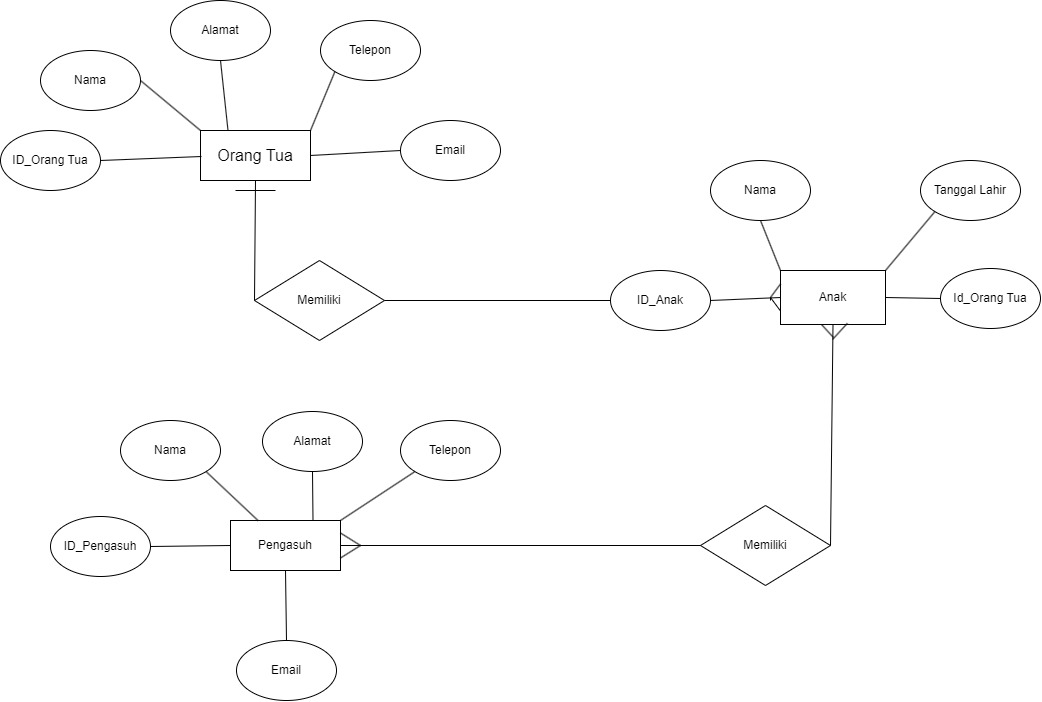 Alamat
Telepon
Nama
ID_Orang Tua
Orang Tua
Email
Nama
Tanggal Lahir
Memiliki
ID_Anak
Anak
Id_Orang Tua
Nama
Alamat
Telepon
ID_Pengasuh
Pengasuh
Memiliki
Email